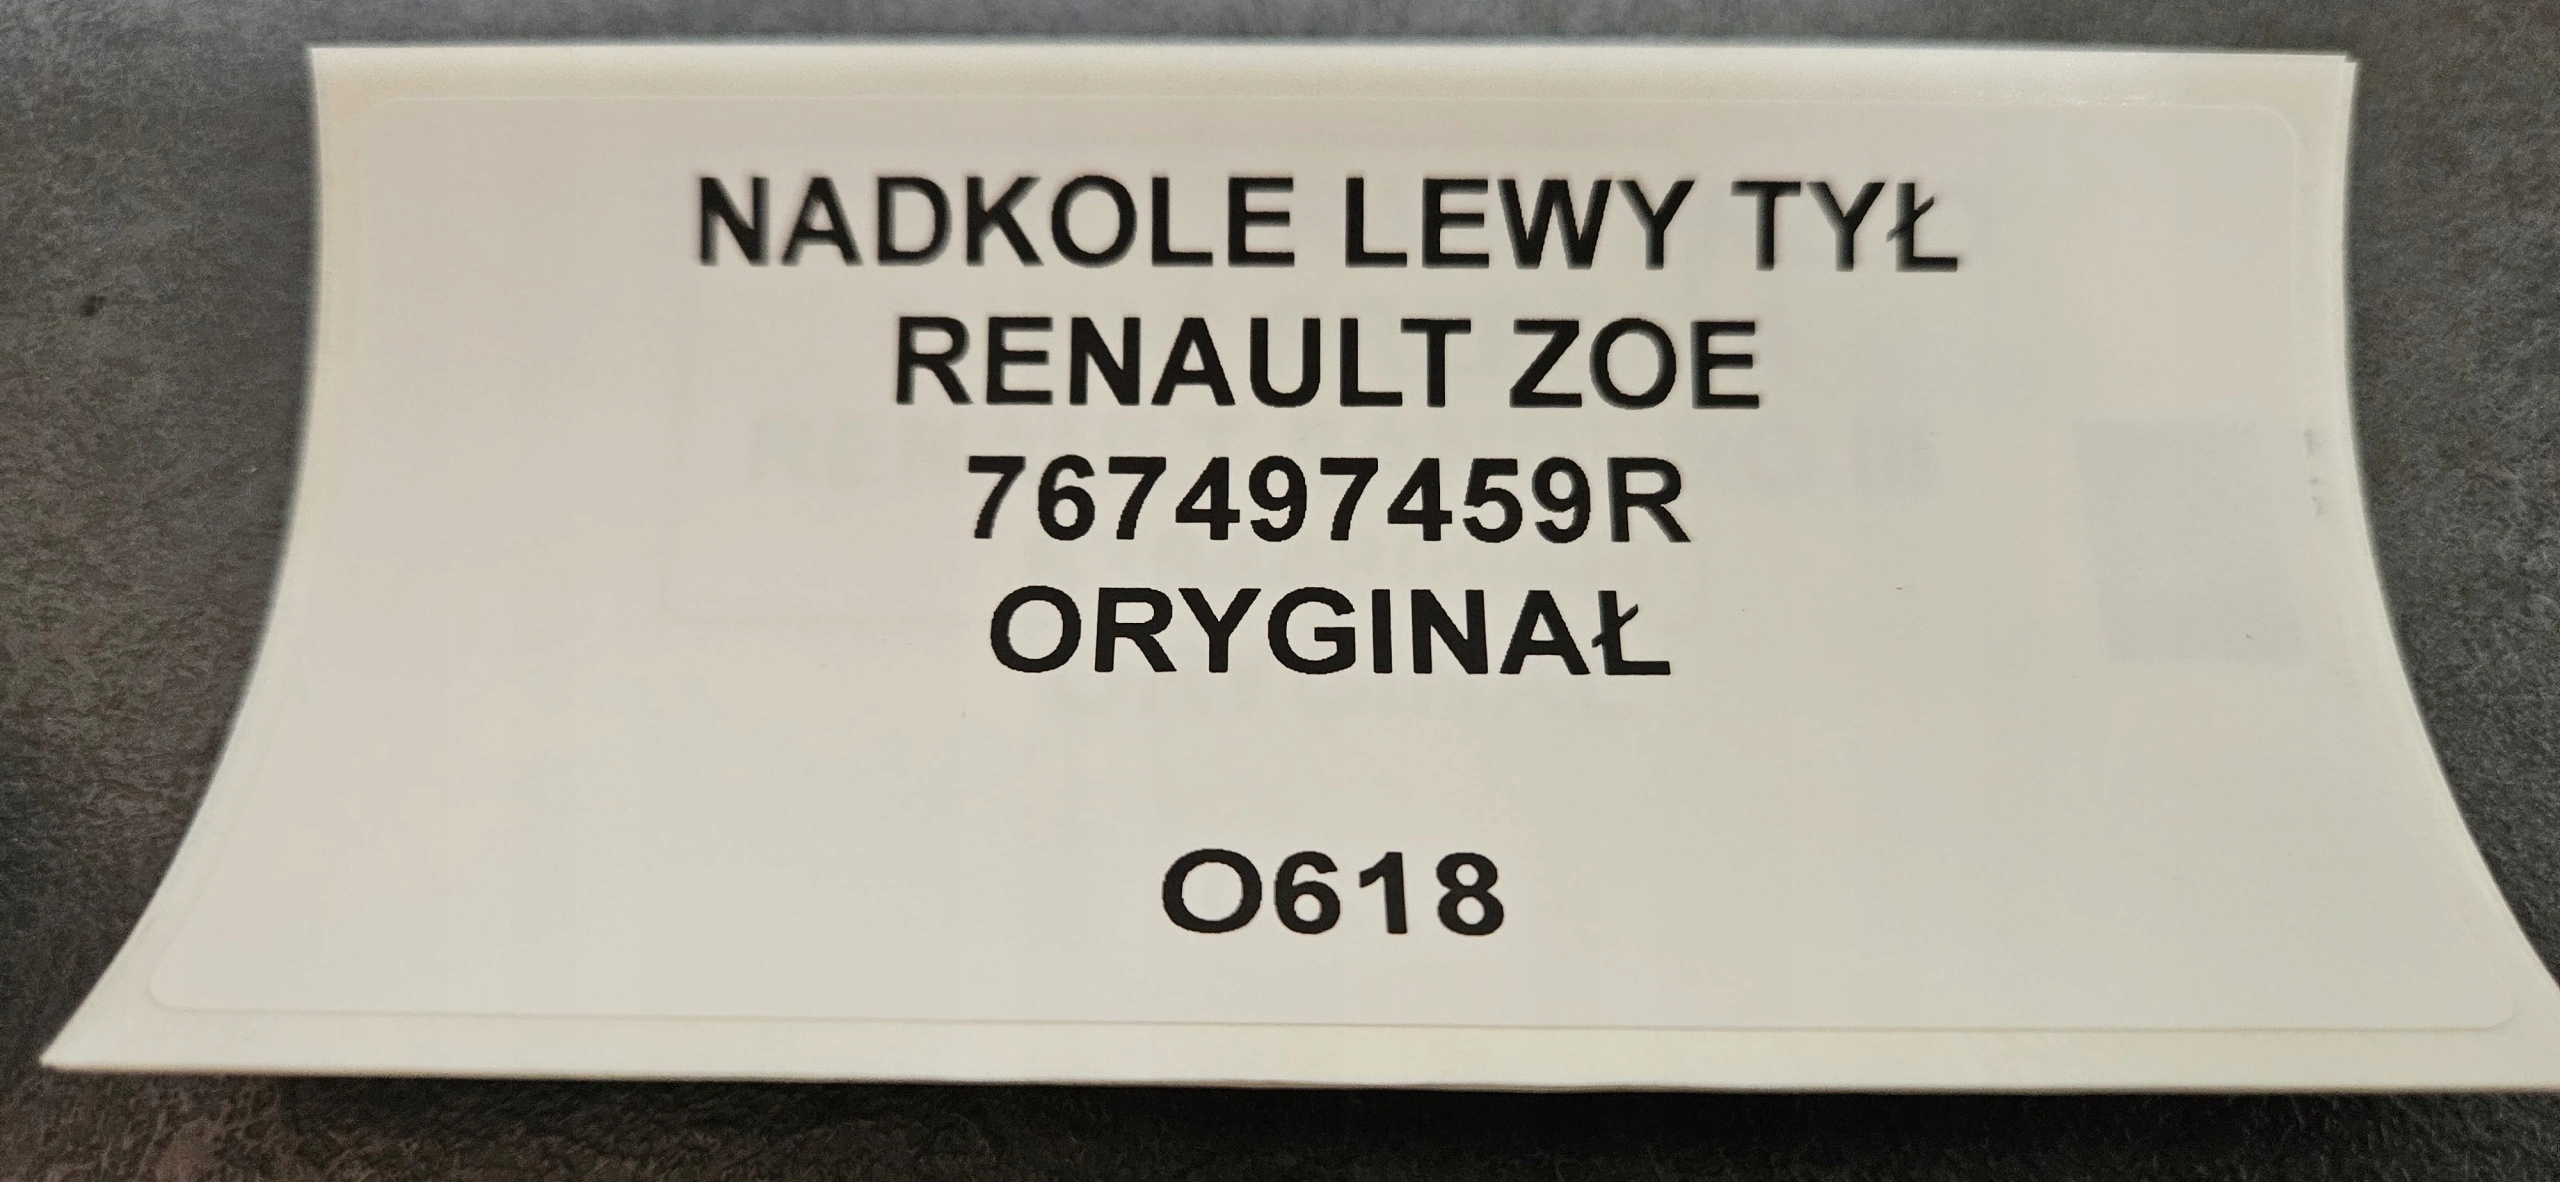 NADKOLE LEWY TYŁ
RENAULT ZOE
767497459R
ORYGINAŁ
O618